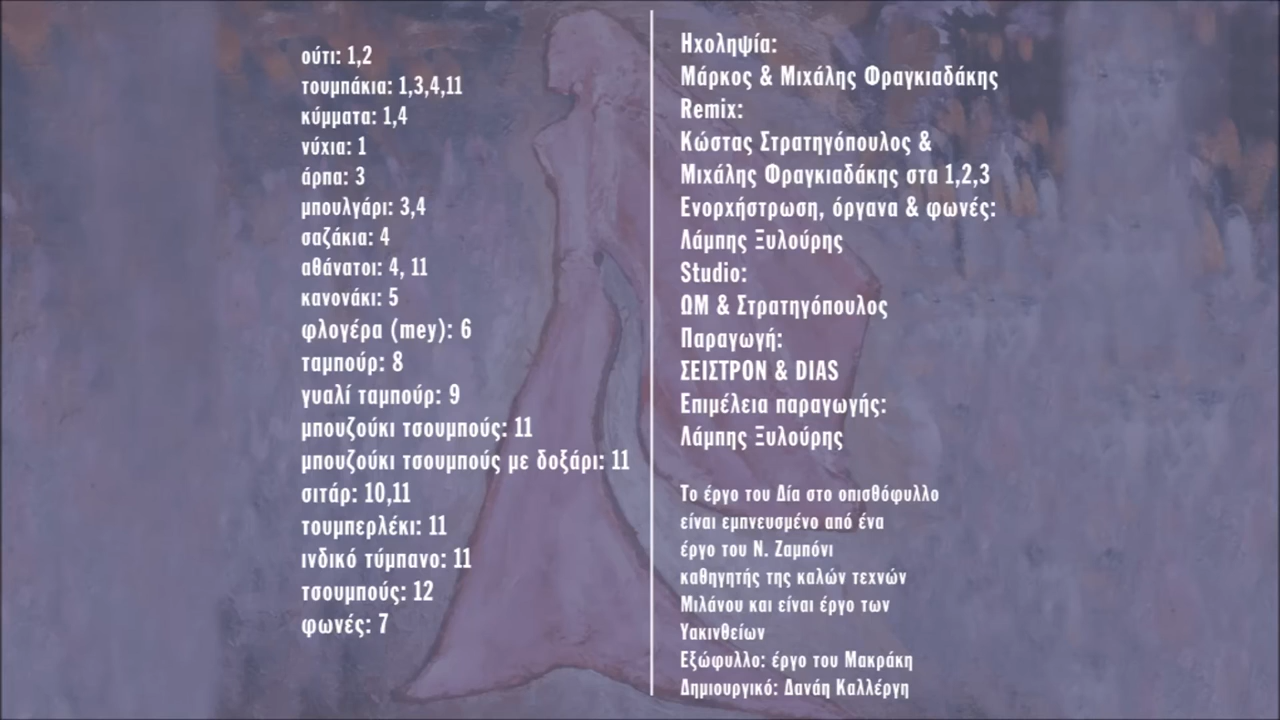 ούτι: 1,2
τουμπάκια: 1,3,4,11
κύμματα: 1,4
νύχια: 1
άρπα: 3
μπουλγάρι: 3,4
σαζάκια: 4
αθάνατοι: 4, 11
κανονάκι: 5
φλογέρα (mey): 6
ταμπούρ: 8
γυαλί ταμπούρ: 9
μπουζούκι τσουμπούς: 11
μπουζούκι τσουμπούς με δοξάρι: 11
σιτάρ: 10,11
τουμπερλέκι: 11
ινδικό τύμπανο: 11
τσουμπούς: 12
φωνές: 7
Ηχοληψία:
Μάρκος & Μιχάλης Φραγκιαδάκης
Remix:
Κώστας Στρατηγόπουλος &
Μιχάλης Φραγκιαδάκης στα 1,2,3
Ενορχήστρωση, όργανα & φωνές:
Λάμπης Ξυλούρης
Studio:
ΩΜ & Στρατηγόπουλος
Παραγωγή:
ΣΕΙΣΤΡΟΝ & DIAS
Επιμέλεια παραγωγής:
Λάμπης Ξυλούρης
Το έργο του Δία στο οπισθόφυλλο
είναι εμπνευσμένο από ένα
έργο του Ν. Ζαμπόνι
καθηγητής της καλών τεχνών
Μιλάνου και είναι έργο των
Υακινθείων
Εξώφυλλο: έργο του Μακράκη
Δημιουργικό: Δανάη Καλλέργη